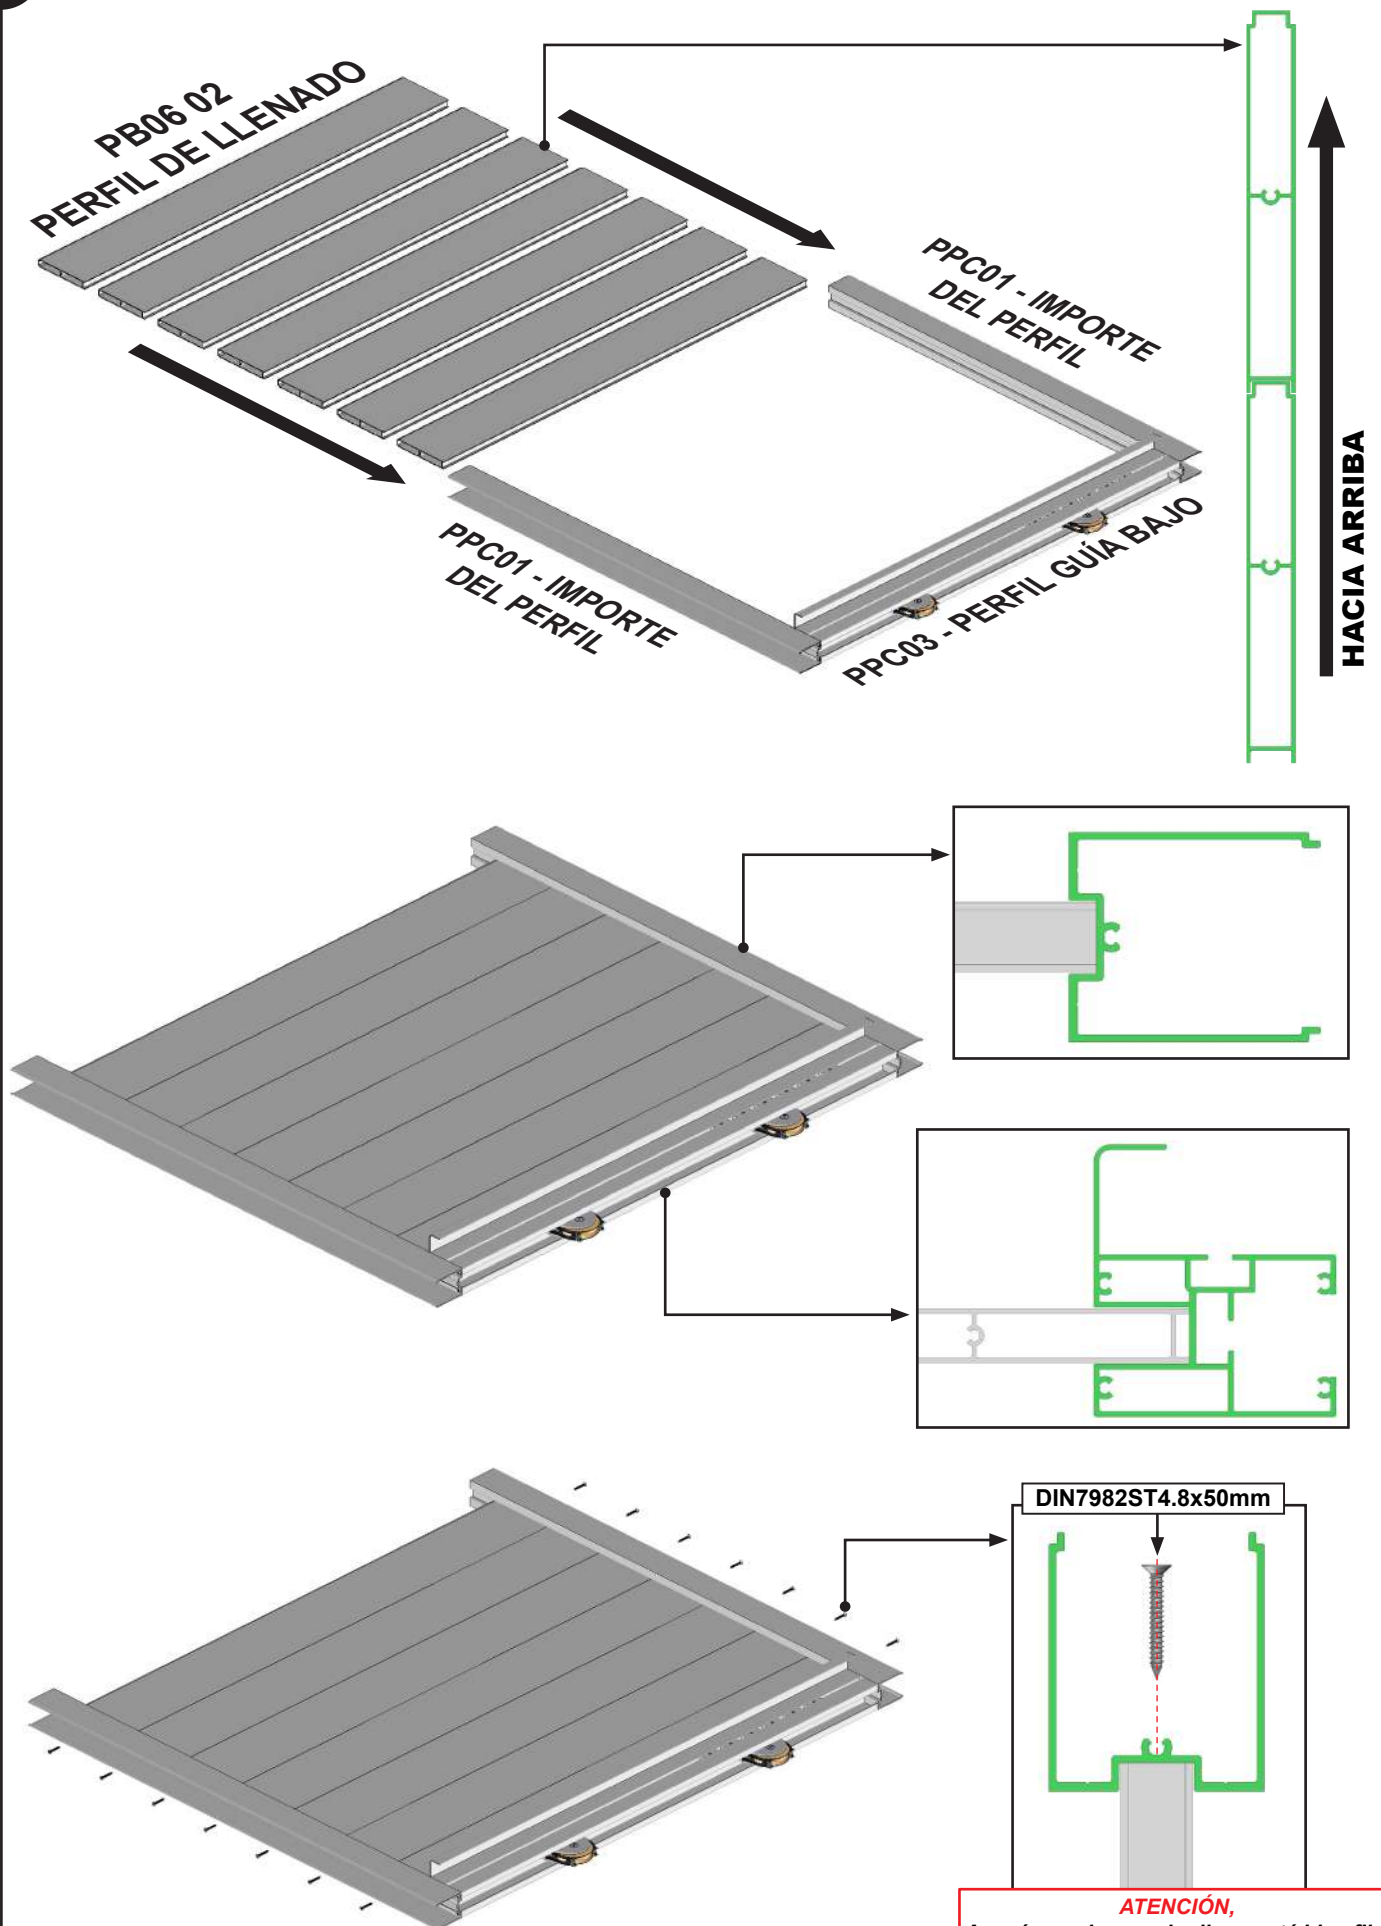 PB06 02
PERFIL DE LLENADO
PPC01 - IMPORTE
DEL PERFIL
PPC01 - IMPORTE
DEL PERFIL
PPC03 - PERFIL GUÍA BAJO
HACIA ARRIBA
DIN7982ST4.8x50mm
ATENCIÓN,